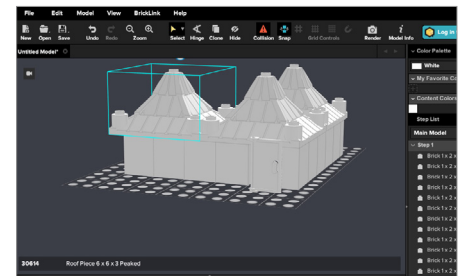 File Edit Model View BrickLink Help
New Open Save Undo Redo Zoom Select Hinge Clone Hide Collision Snap Grid Controls Render Model Info Log in
Untitled Model*
Color Palette
White
My Favorite Co
Content Colors
Step List
Main Model
Step 1
Brick 1 x 2 x
Brick 1 x 2 x
Brick 1 x 2 x
Brick 1 x 2 x
Brick 1 x 2 x
Brick 1 x 2 x
Brick 1 x 2 x
Brick 1 x 2 x
Brick 1 x 2 x
Brick 1 x 2 x
Brick 1 x 2 x
30614 Roof Piece 6 x 6 x 3 Peaked